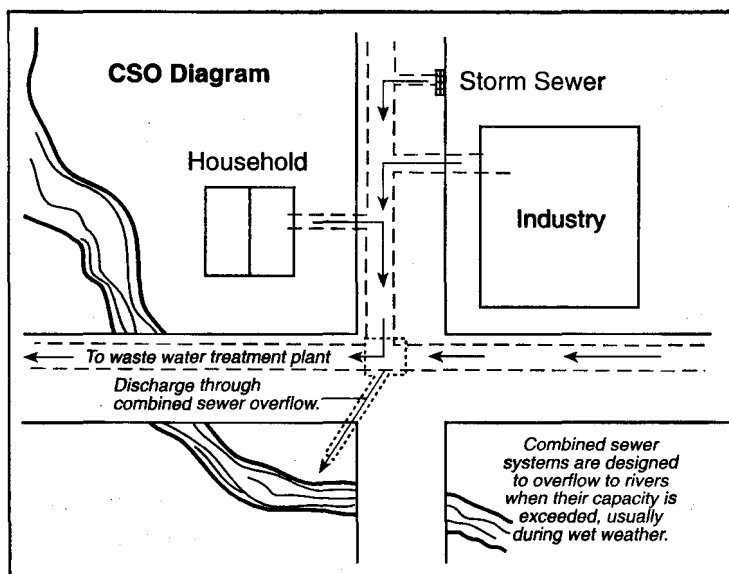 CSO Diagram
Storm Sewer
Household
Industry
To waste water treatment plant
Discharge through
combined sewer overflow.
Combined sewer
systems are designed
to overflow to rivers
when their capacity is
exceeded, usually
during wet weather.